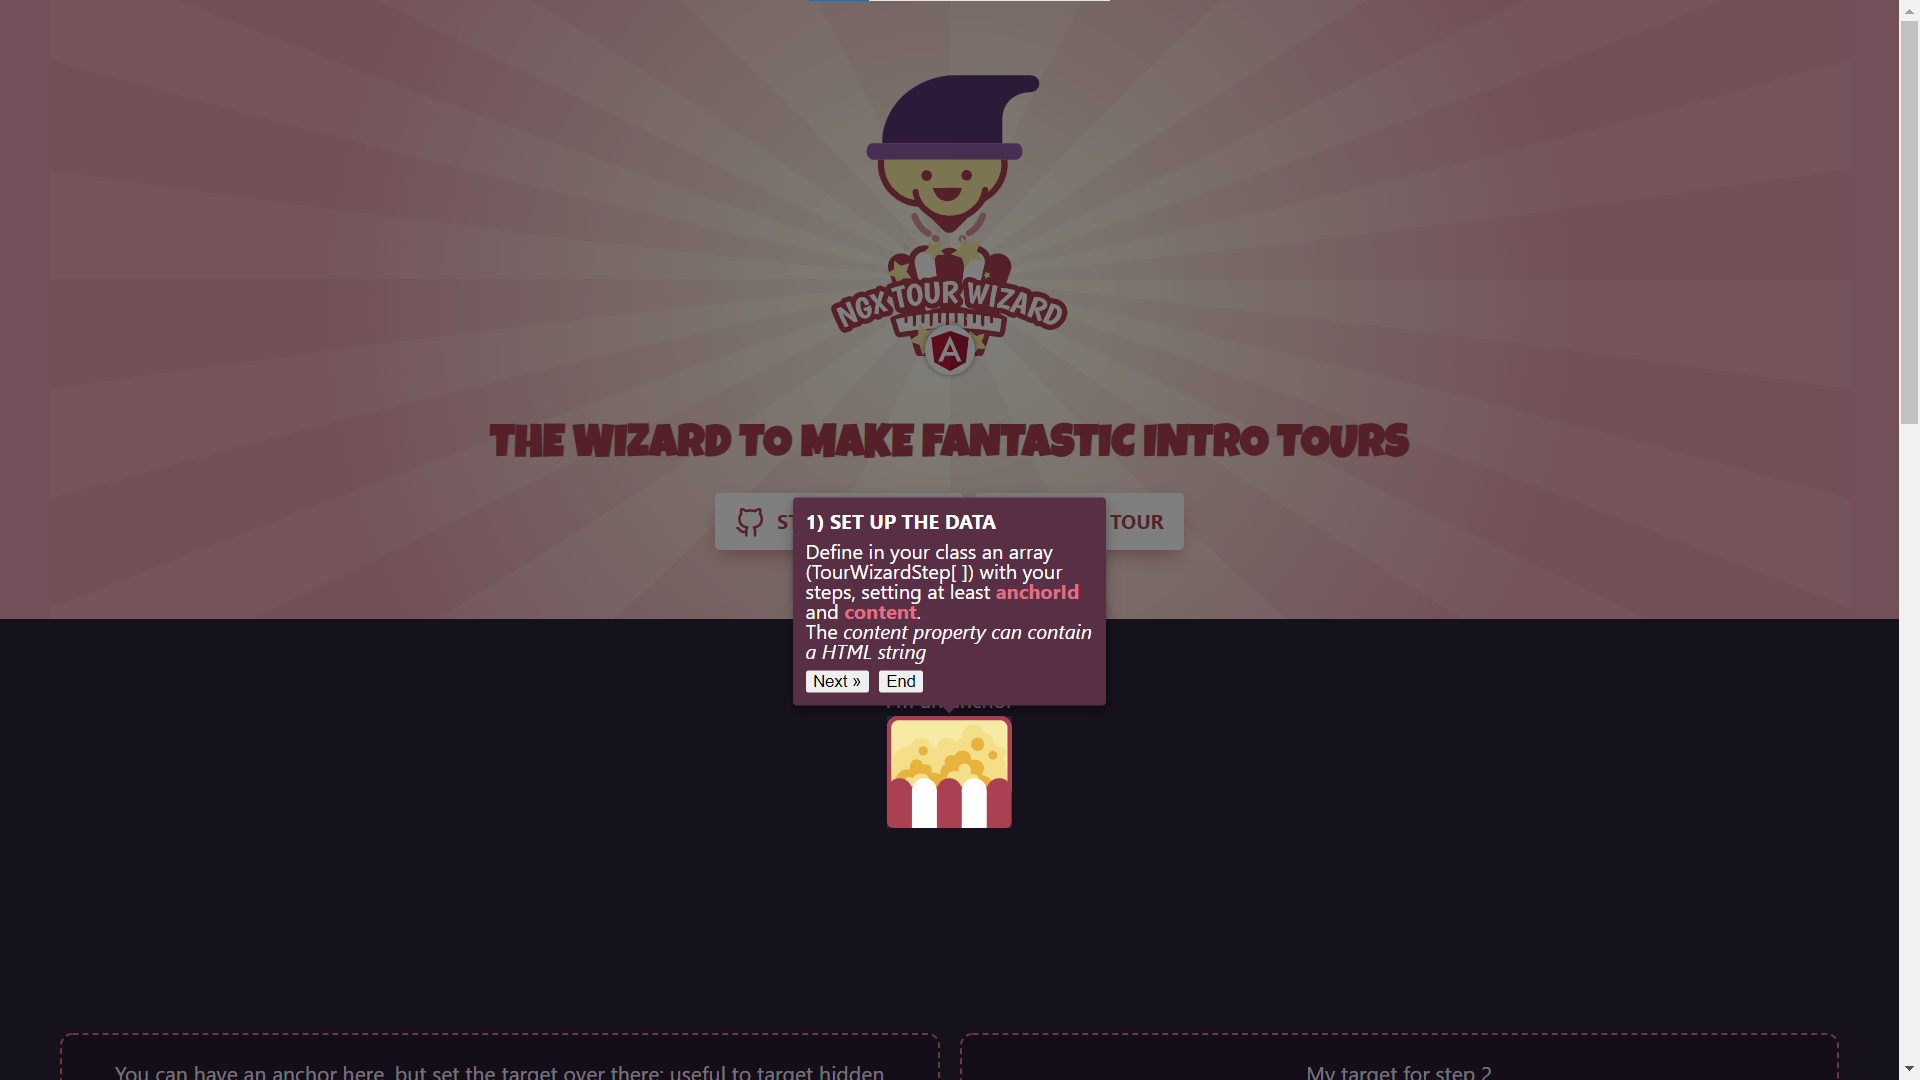 NGX TOUR WIZARD
A
THE WIZARD TO MAKE FANTASTIC INTRO TOURS
TOUR
1) SET UP THE DATA
Define in your class an array
(TourWizardStep[ ]) with your
steps, setting at least anchorId
and content.
The content property can contain
a HTML string
Next » End
You can have an anchor here, but set the target over there: useful to target hidden
My target for step 2